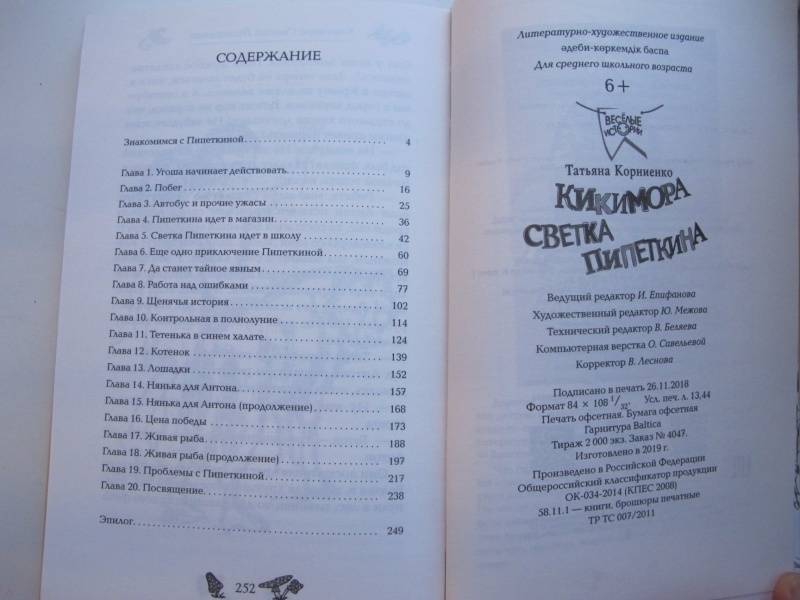 СОДЕРЖАНИЕ
Знакомимся с Пипеткиной 4
Глава 1. Угоша начинает действовать. 9
Глава 2. Побег 16
Глава 3. Автобус и прочие ужасы 25
Глава 4. Пипеткина идет в магазин. 36
Глава 5. Светка Пипеткина идет в школу 42
Глава 6. Еще одно приключение Пипеткиной 60
Глава 7. Да станет тайное явным 69
Глава 8. Работа над ошибками 77
Глава 9. Щенячья история 102
Глава 10. Контрольная в полнолуние 114
Глава 11. Тетенька в синем халате. 124
Глава 12. Котенок 139
Глава 13. Лошадки 152
Глава 14. Нянька для Антона 157
Глава 15. Нянька для Антона (продолжение) 168
Глава 16. Цена победы 173
Глава 17. Живая рыба 188
Глава 18. Живая рыба (продолжение) 197
Глава 19. Проблемы с Пипеткиной 217
Глава 20. Посвящение 238
Эпилог 249
252
Литературно-художественное издание
әдеби-көркемдік баспа
Для среднего школьного возраста
6+
ВЕСЁЛЫЕ
ИСТОРИИ
Татьяна Корниенко
КИКИМОРА
СВЕТКА
ПИПЕТКИНА
Ведущий редактор И. Епифанова
Художественный редактор Ю. Межова
Технический редактор В. Беляева
Компьютерная верстка О. Савельевой
Корректор В. Леснова
Подписано в печать 26.11.2018
Формат 84 × 108 1/32. Усл. печ. л. 13,44
Печать офсетная. Бумага офсетная
Гарнитура Baltica
Тираж 2 000 экз. Заказ № 4047.
Изготовлено в 2019 г.
Произведено в Российской Федерации
Общероссийский классификатор продукции
ОК-034-2014 (КПЕС 2008)
58.11.1 — книги, брошюры печатные
ТР ТС 007/2011